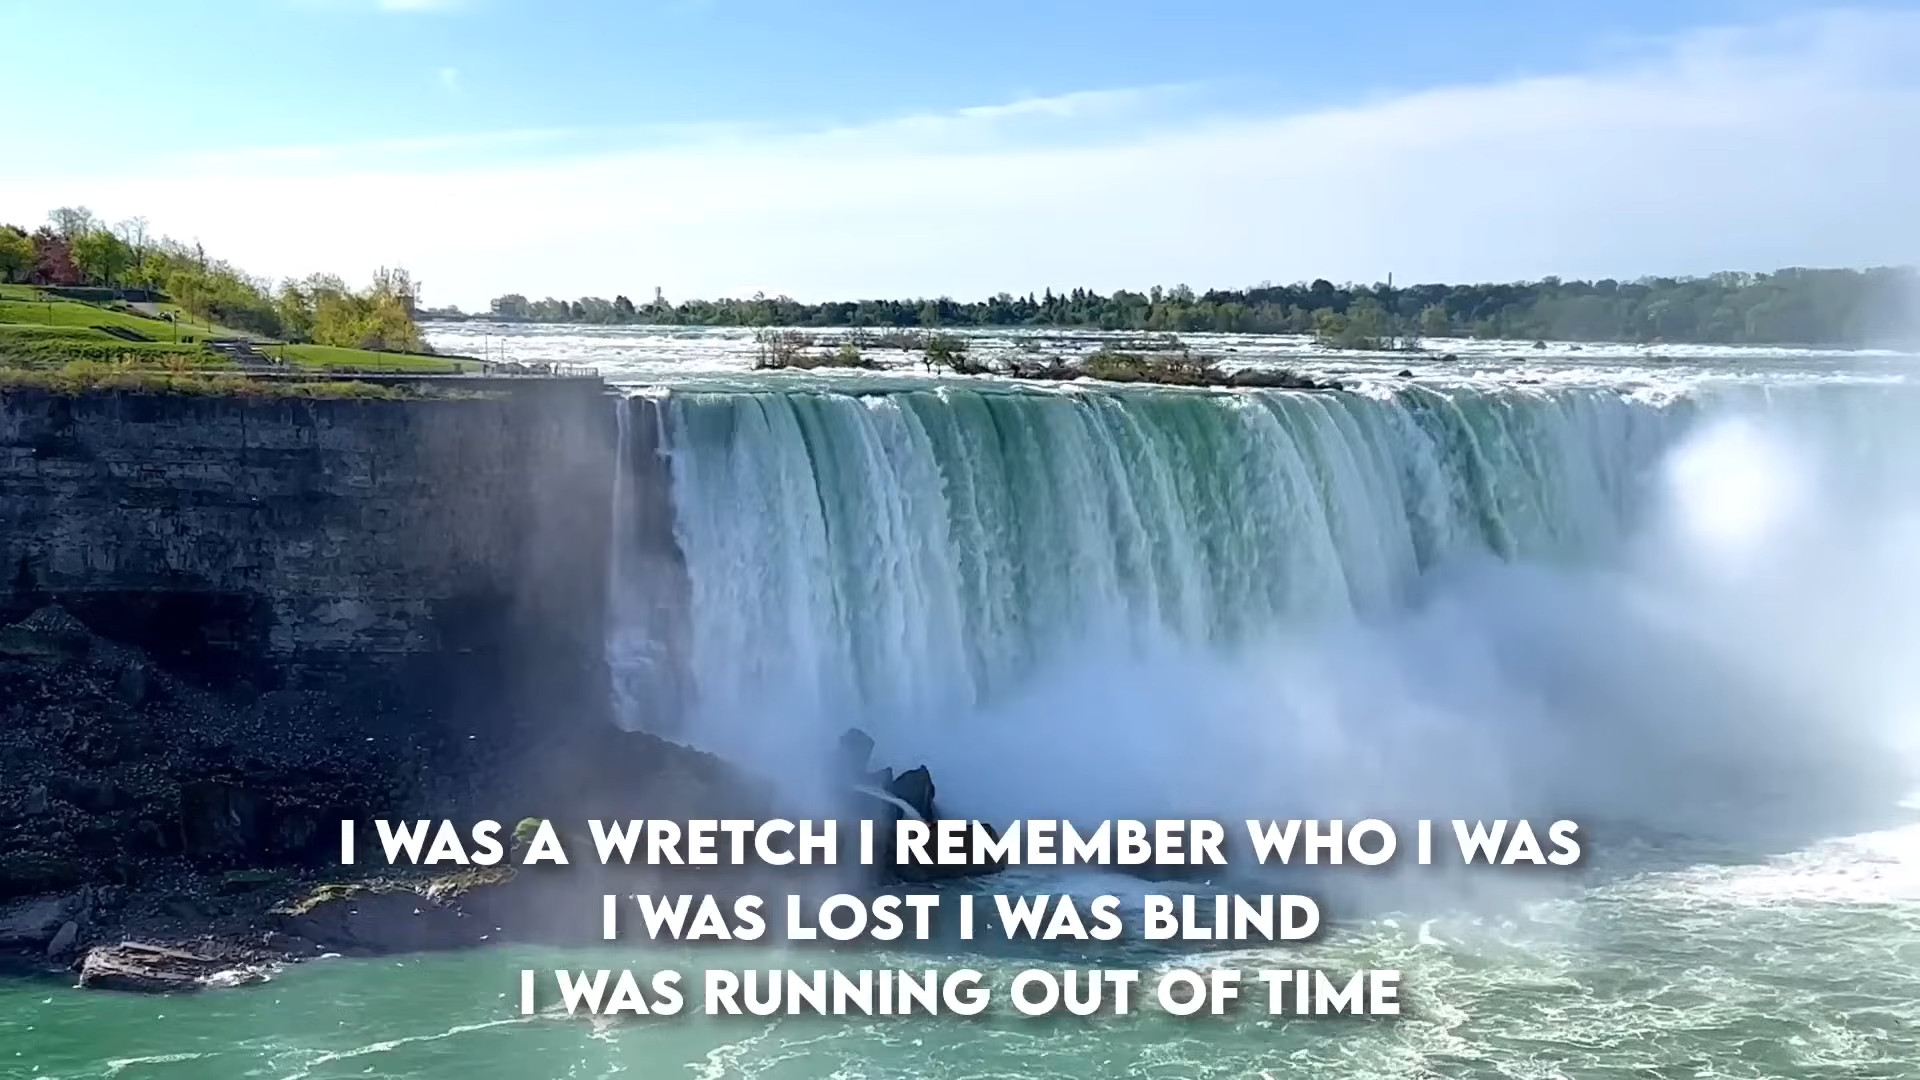 I WAS A WRETCH I REMEMBER WHO I WAS
I WAS LOST I WAS BLIND
I WAS RUNNING OUT OF TIME